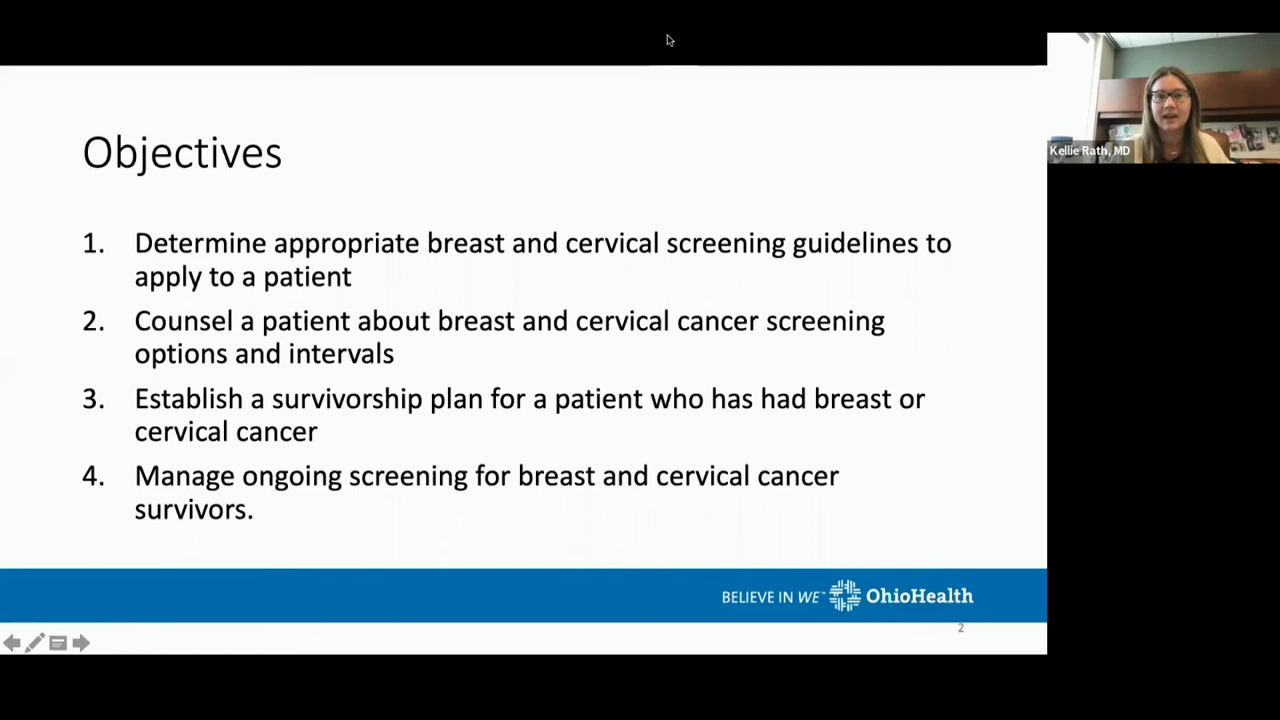 Objectives
1. Determine appropriate breast and cervical screening guidelines to
apply to a patient
2. Counsel a patient about breast and cervical cancer screening
options and intervals
3. Establish a survivorship plan for a patient who has had breast or
cervical cancer
4. Manage ongoing screening for breast and cervical cancer
survivors.
BELIEVE IN WE™ OhioHealth
2
Kellie Rath, MD